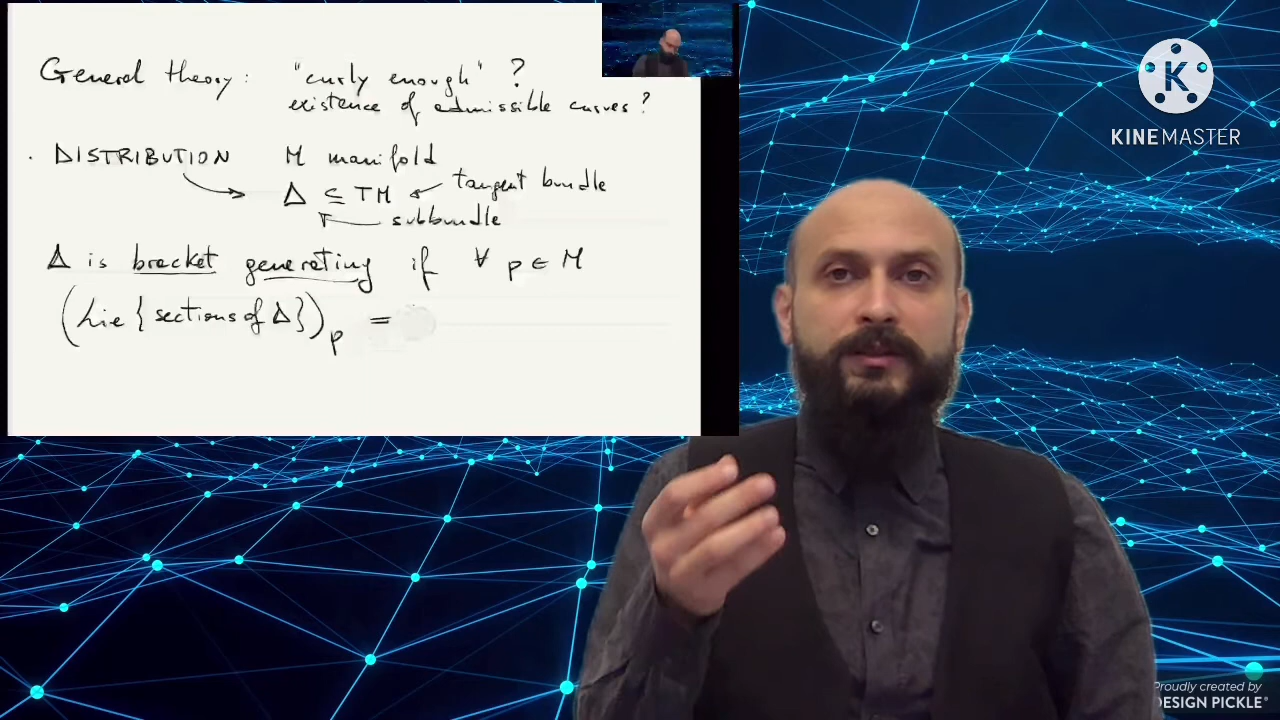 General theory: "curly enough" ?
existence of admissible curves?
· DISTRIBUTION M manifold
Δ ⊆ TM tangent bundle
subbundle
Δ is bracket generating if ∀ p ∈ M
(Lie { sections of Δ })p =
K
KINEMASTER
Proudly created by
DESIGN PICKLE